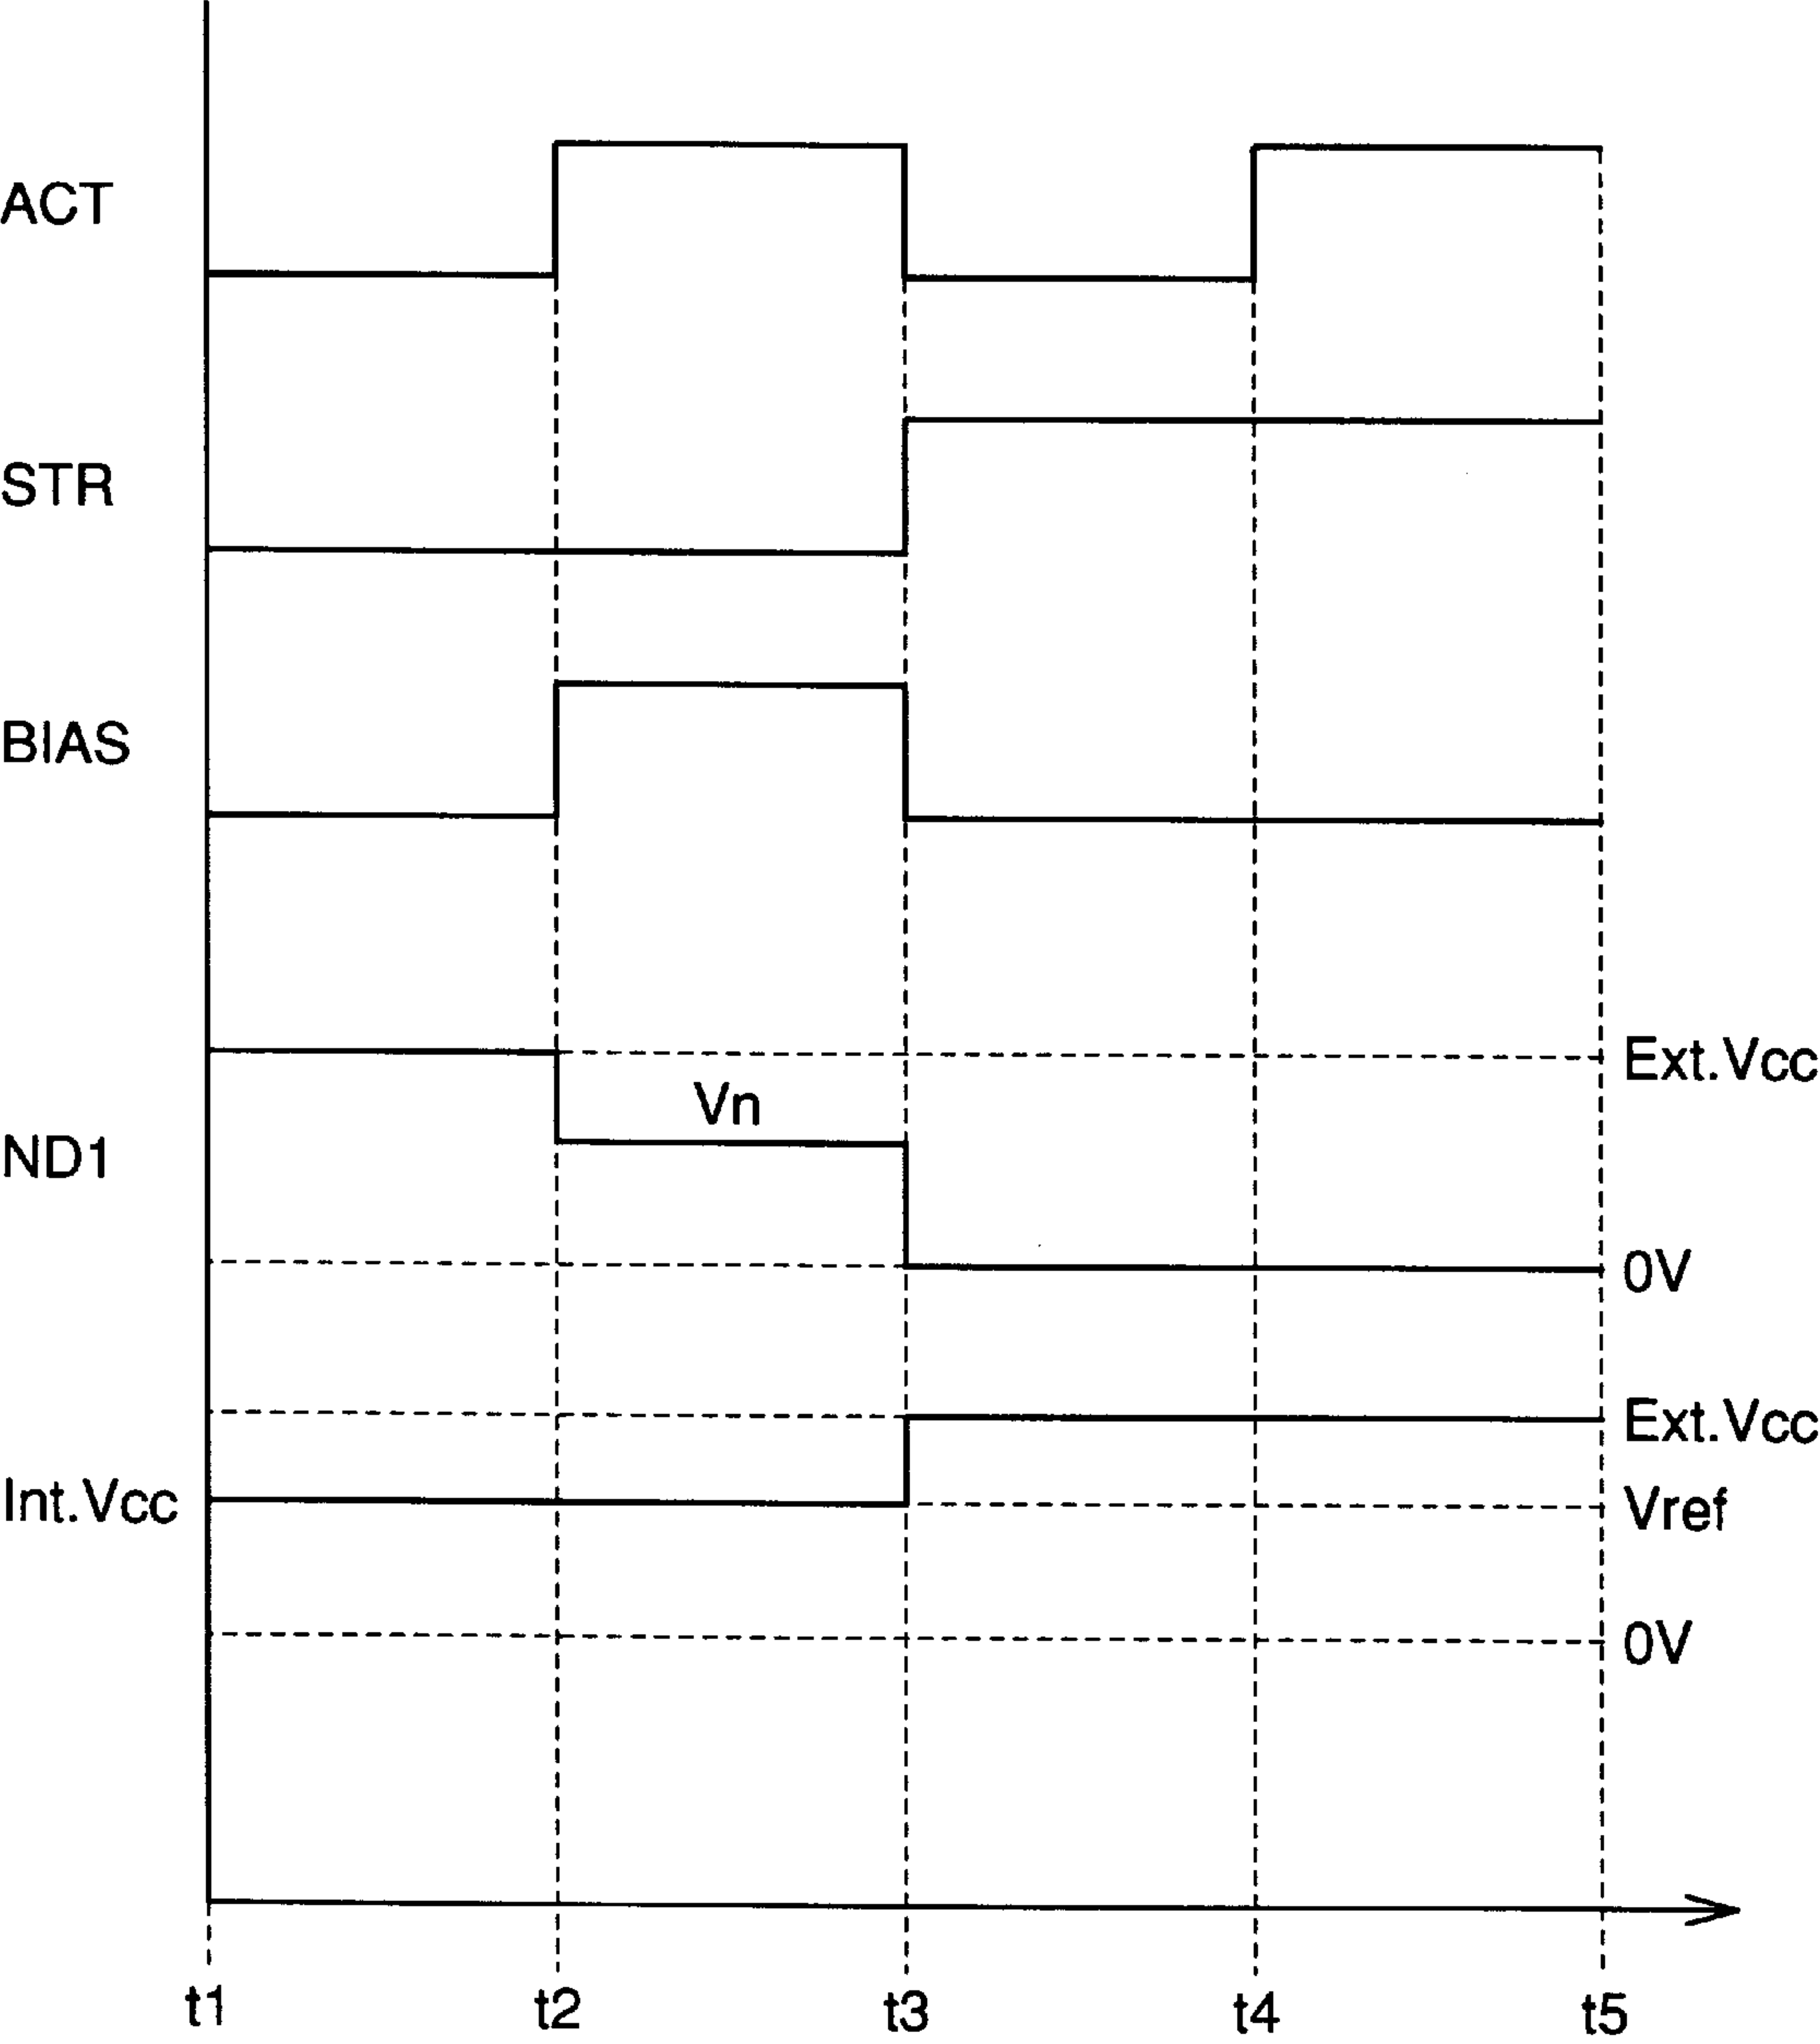 ACT
STR
BIAS
Ext.Vcc
Vn
ND1
0V
Ext.Vcc
Int.Vcc
Vref
0V
t1 t2 t3 t4 t5